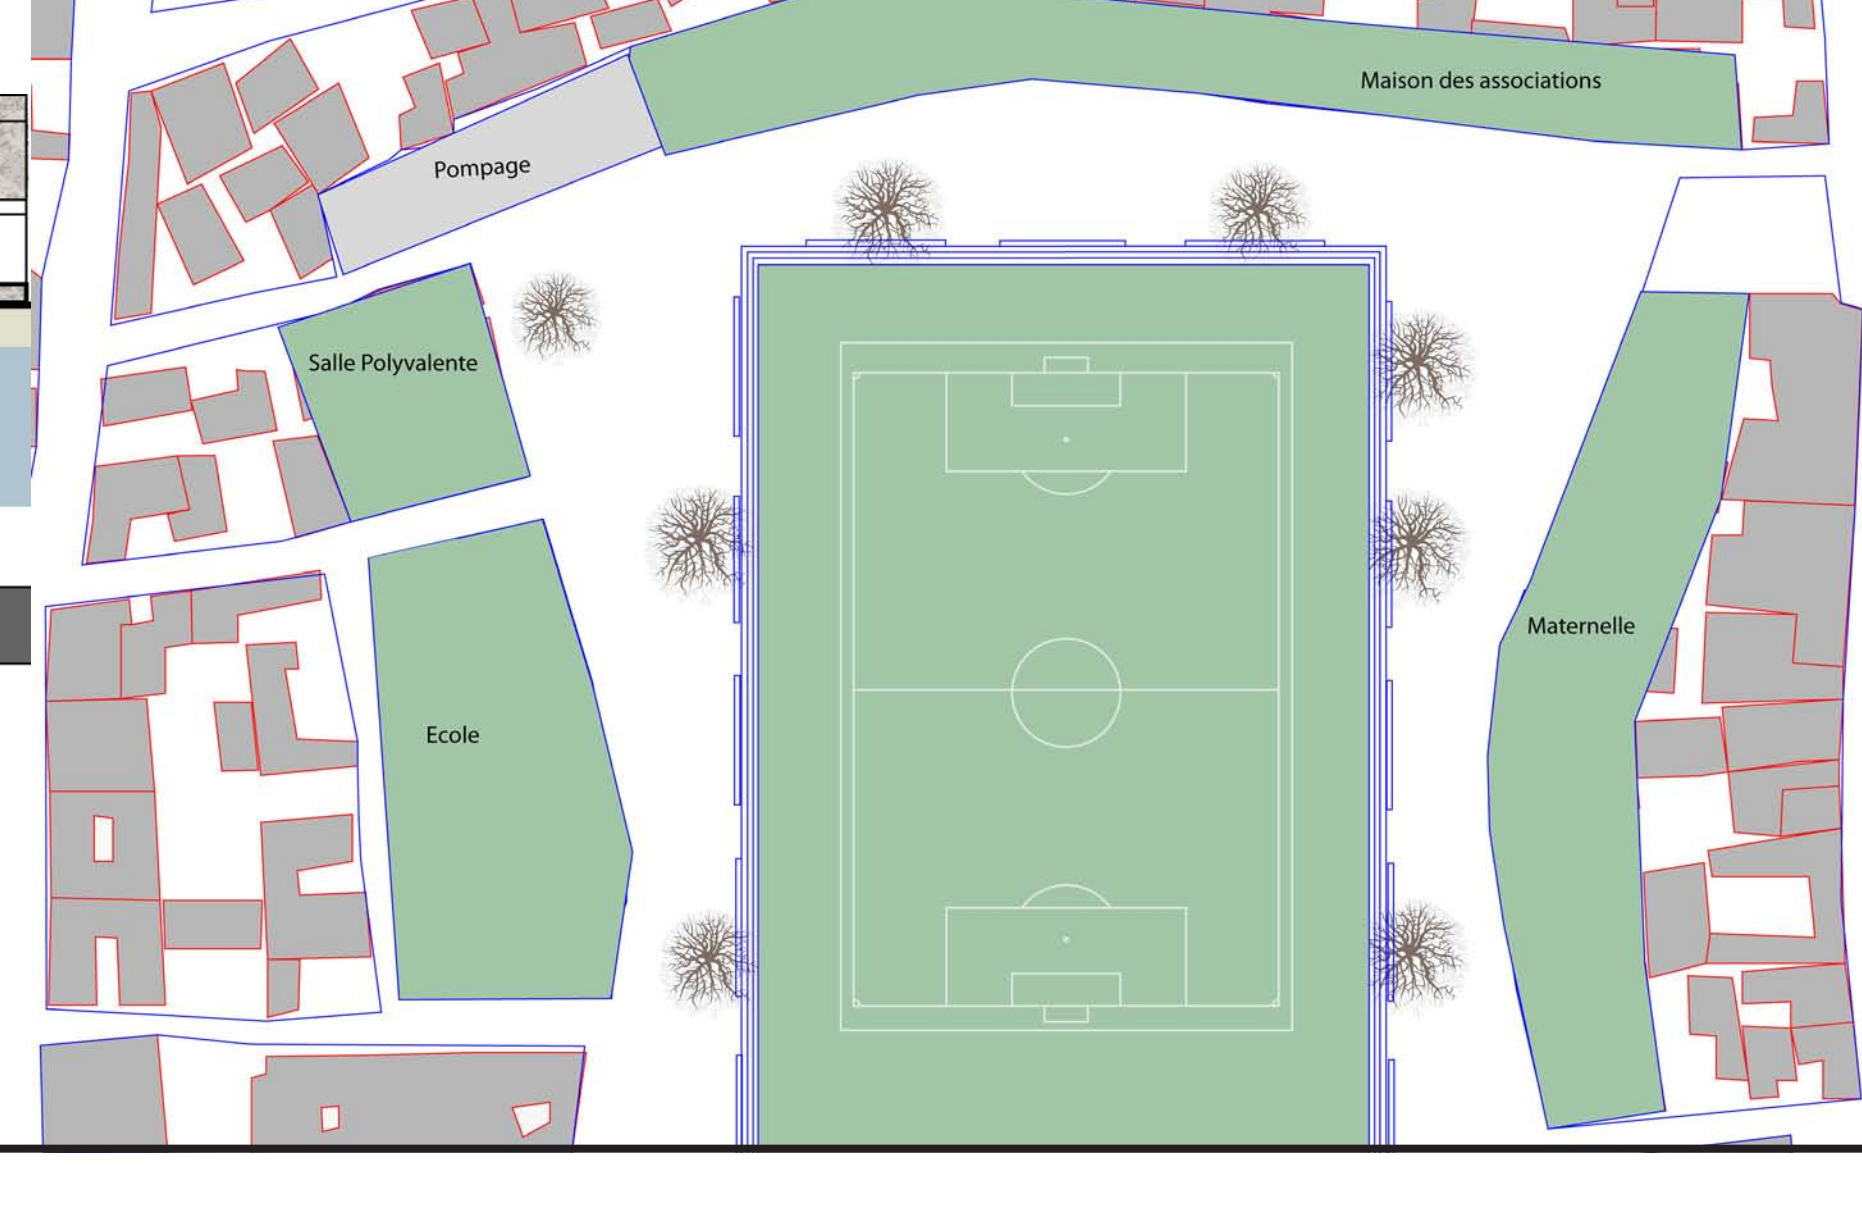 Maison des associations
Pompage
Salle Polyvalente
Maternelle
Ecole